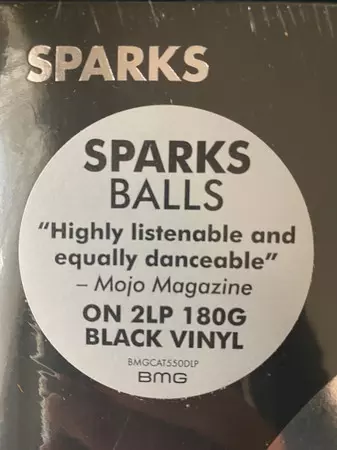 SPARKS
SPARKS
BALLS
“Highly listenable and
equally danceable”
– Mojo Magazine
ON 2LP 180G
BLACK VINYL
BMGCAT550DLP
BMG